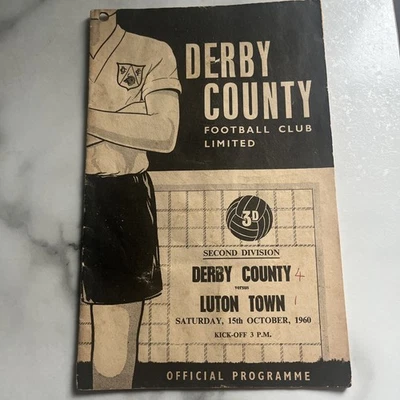 DERBY
COUNTY
FOOTBALL CLUB
LIMITED
3D
SECOND DIVISION
DERBY COUNTY 4
versus
LUTON TOWN 1
SATURDAY, 15th OCTOBER, 1960
KICK-OFF 3 P.M.
OFFICIAL PROGRAMME